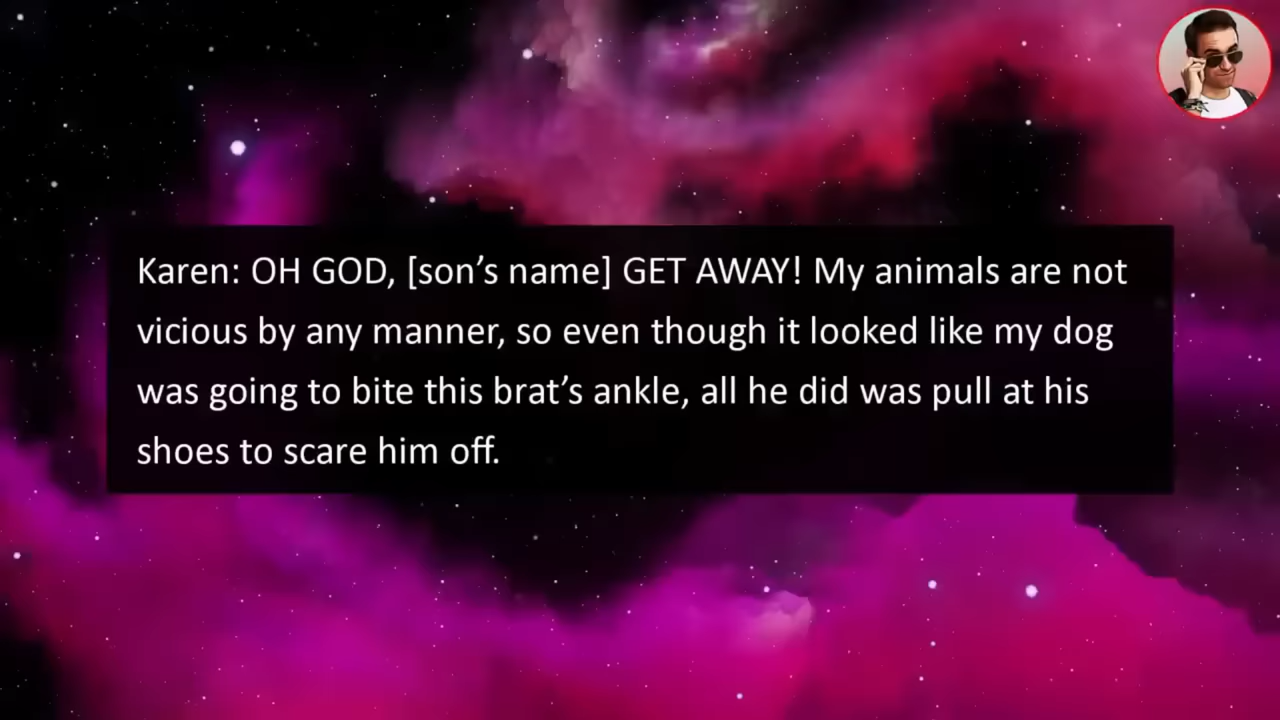 Karen: OH GOD, [son’s name] GET AWAY! My animals are not
vicious by any manner, so even though it looked like my dog
was going to bite this brat’s ankle, all he did was pull at his
shoes to scare him off.